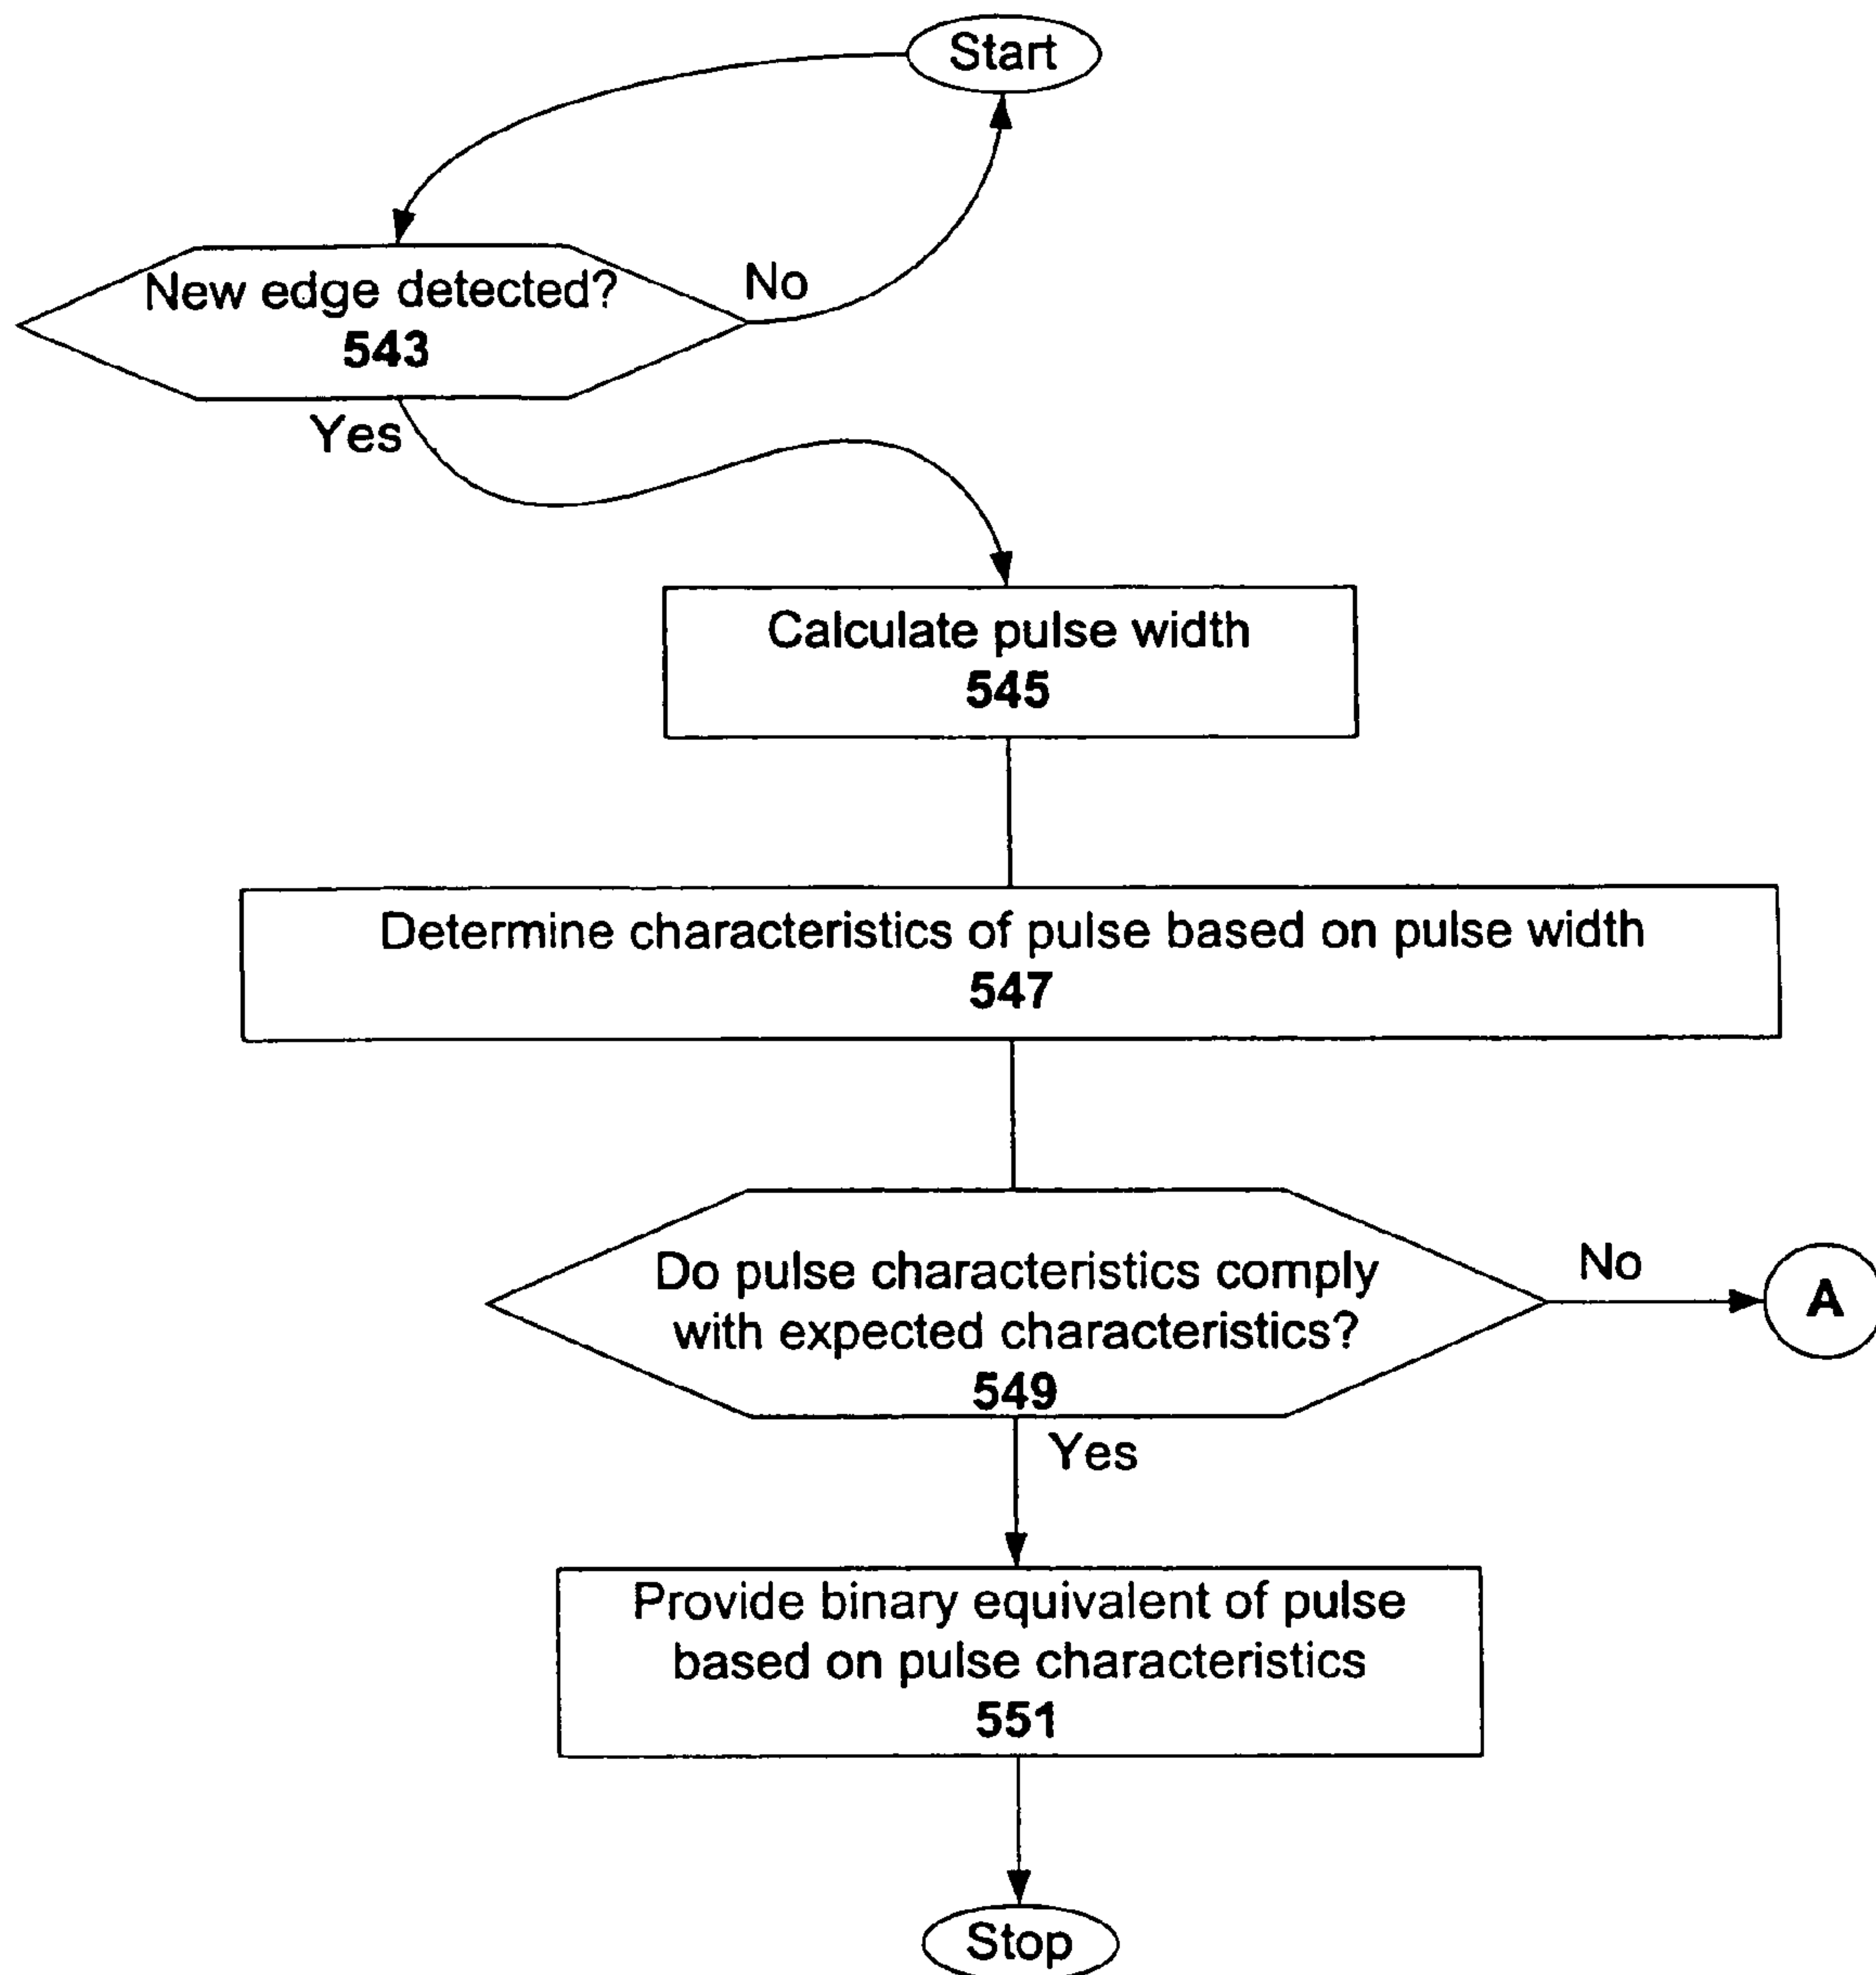 Start
New edge detected?
543
No
Yes
Calculate pulse width
545
Determine characteristics of pulse based on pulse width
547
Do pulse characteristics comply
with expected characteristics?
549
No
A
Yes
Provide binary equivalent of pulse
based on pulse characteristics
551
Stop